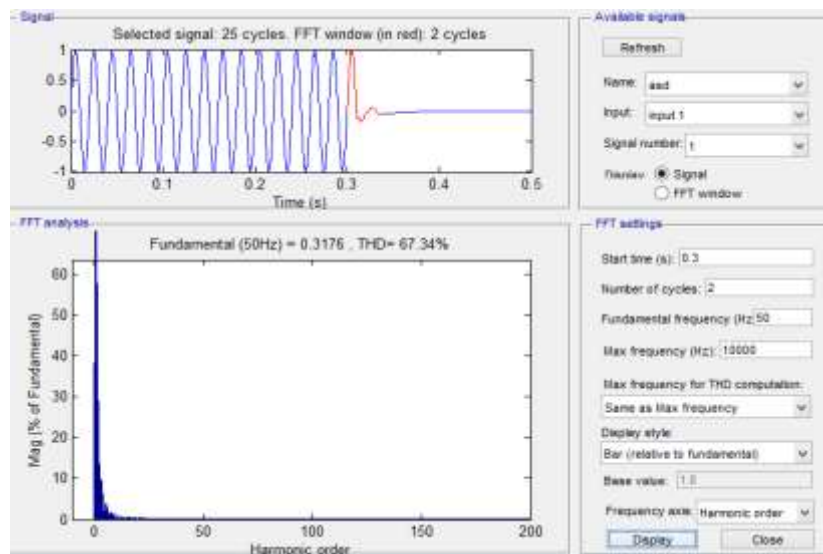 Signal
Selected signal: 25 cycles. FFT window (in red): 2 cycles
1
0.5
0
-0.5
-1
0 0.1 0.2 0.3 0.4 0.5
Time (s)
Available signals
Refresh
Name: asd
Input: input 1
Signal number: 1
Display: Signal
FFT window
FFT analysis
Fundamental (50Hz) = 0.3176 , THD= 67.34%
Mag (% of Fundamental)
60
50
40
30
20
10
0
0 50 100 150 200
Harmonic order
FFT settings
Start time (s): 0.3
Number of cycles: 2
Fundamental frequency (Hz 50
Max frequency (Hz): 10000
Max frequency for THD computation:
Same as Max frequency
Display style:
Bar (relative to fundamental)
Base value: 1.0
Frequency axis: Harmonic order
Display Close